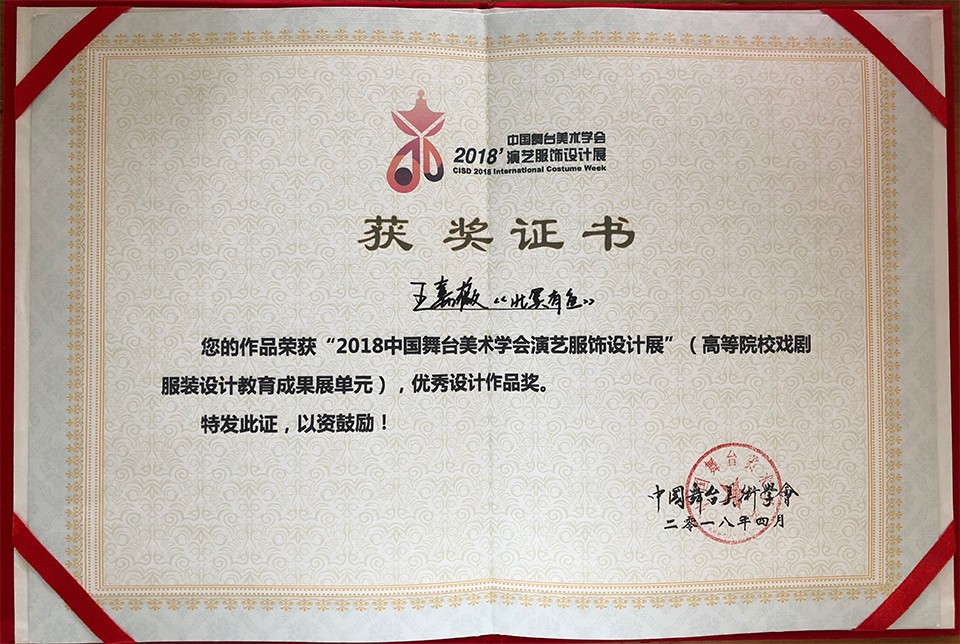 中国舞台美术学会
2018'演艺服饰设计展
CISD 2018 International Costume Week
获奖证书
王嘉薇《北冥有鱼》
您的作品荣获“2018中国舞台美术学会演艺服饰设计展”（高等院校戏剧
服装设计教育成果展单元），优秀设计作品奖。
特发此证，以资鼓励！
中国舞台美術学會
二零一八年四月